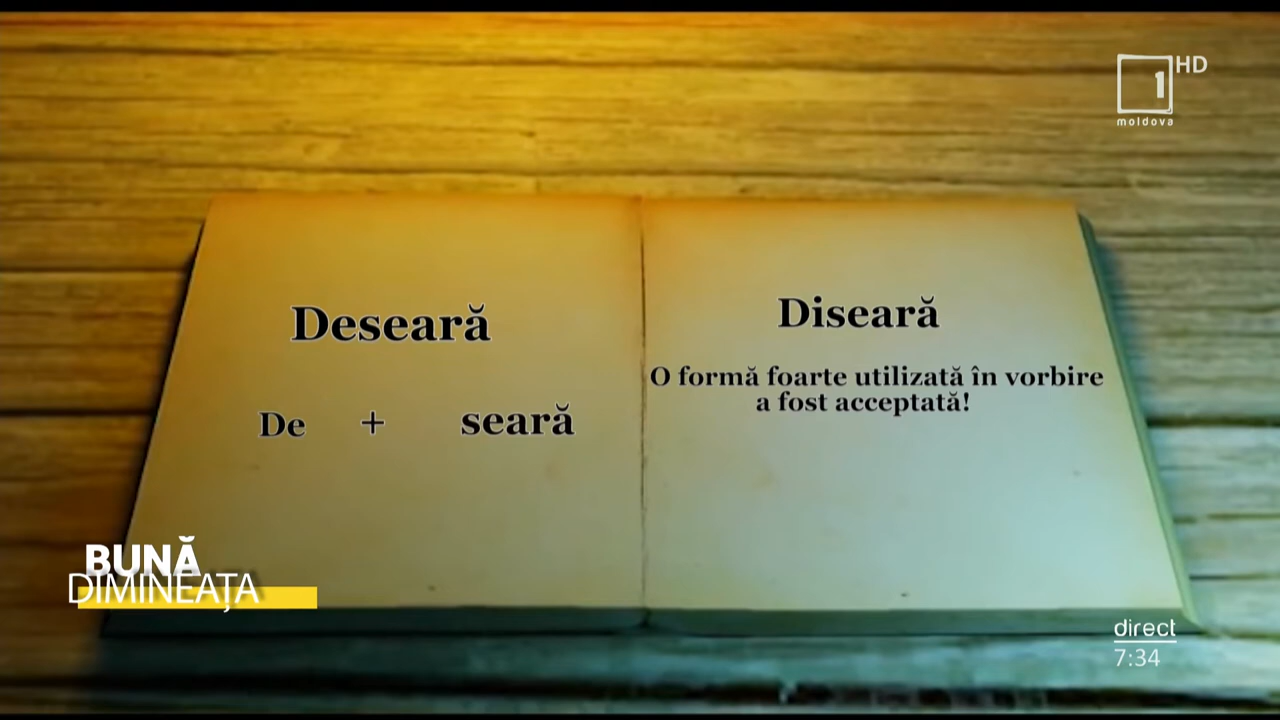 1 HD
moldova
Deseară
De + seară
Diseară
O formă foarte utilizată în vorbire
a fost acceptată!
BUNĂ
DIMINEAȚA
direct
7:34